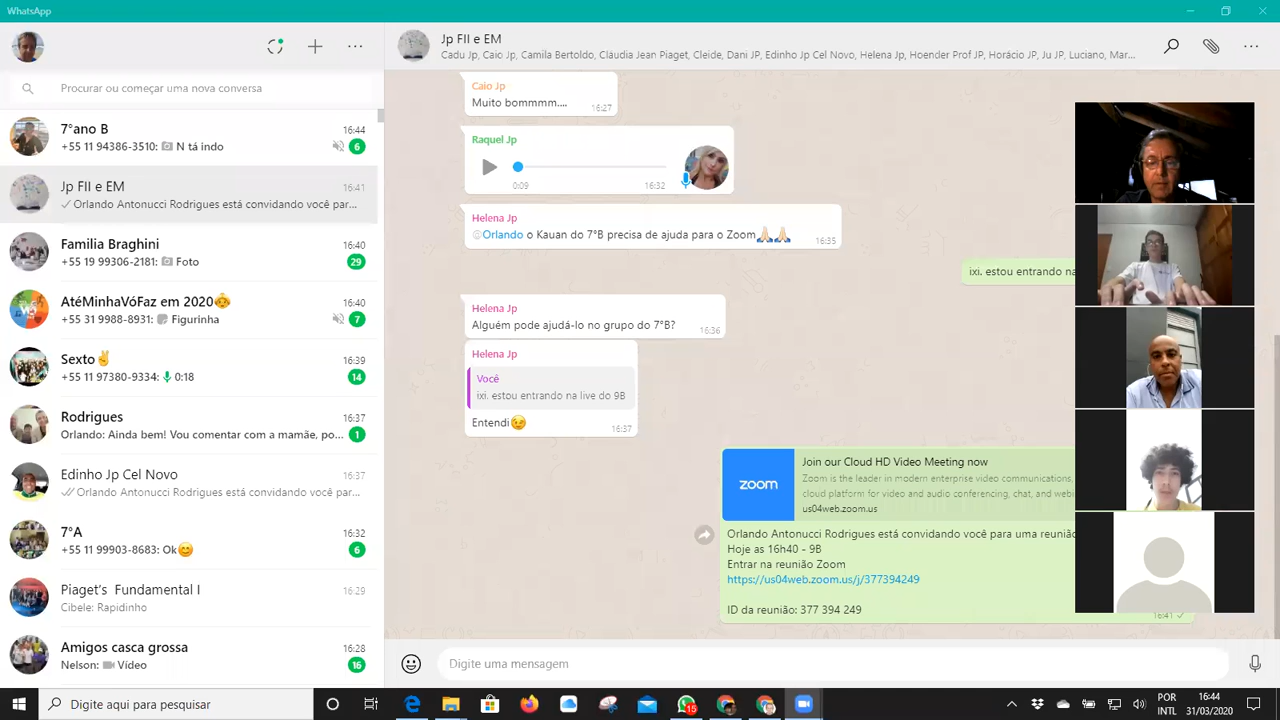 WhatsApp
Procurar ou começar uma nova conversa
7°ano B
16:44
+55 11 94386-3510: N tá indo
6
Jp FII e EM
16:41
Orlando Antonucci Rodrigues está convidando você par...
Familia Braghini
16:40
+55 19 99306-2181: Foto
29
AtéMinhaVóFaz em 2020
16:40
+55 31 9988-8931: Figurinha
7
Sexto
16:39
+55 11 97380-9334: 0:18
14
Rodrigues
16:37
Orlando: Ainda bem! Vou comentar com a mamãe, po...
1
Edinho Jp Cel Novo
16:37
Orlando Antonucci Rodrigues está convidando você pa...
7°A
16:32
+55 11 99903-8683: Ok
6
Piaget's Fundamental I
16:29
Cibele: Rapidinho
Amigos casca grossa
16:28
Nelson: Vídeo
16
Jp FII e EM
Cadu Jp, Caio Jp, Camila Bertoldo, Cláudia Jean Piaget, Cleide, Dani JP, Edinho Jp Cel Novo, Helena Jp, Hoender Prof JP, Horácio JP, Ju JP, Luciano, Mar...
Caio Jp
Muito bommmm....
16:27
Raquel Jp
0:09
16:32
Helena Jp
@Orlando o Kauan do 7°B precisa de ajuda para o Zoom
16:35
ixi. estou entrando na
Helena Jp
Alguém pode ajudá-lo no grupo do 7°B?
16:36
Helena Jp
Você
ixi. estou entrando na live do 9B
Entendi
16:37
zoom
Join our Cloud HD Video Meeting now
Zoom is the leader in modern enterprise video communications,
cloud platform for video and audio conferencing, chat, and webi
us04web.zoom.us
Orlando Antonucci Rodrigues está convidando você para uma reunião
Hoje as 16h40 - 9B
Entrar na reunião Zoom
https://us04web.zoom.us/j/377394249
ID da reunião: 377 394 249
16:41
Digite uma mensagem
Digite aqui para pesquisar
15
POR
INTL
16:44
31/03/2020